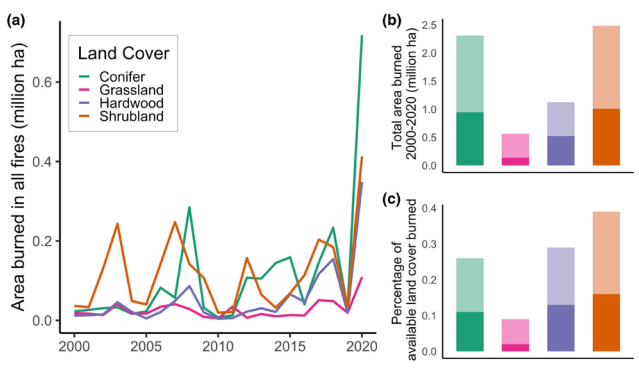 (a)
Area burned in all fires (million ha)
0.6
0.4
0.2
0.0
Land Cover
Conifer
Grassland
Hardwood
Shrubland
2000
2005
2010
2015
2020
(b)
Total area burned
2000-2020 (million ha)
2.5
2.0
1.5
1.0
0.5
0.0
(c)
Percentage of
available land cover burned
0.4
0.3
0.2
0.1
0.0